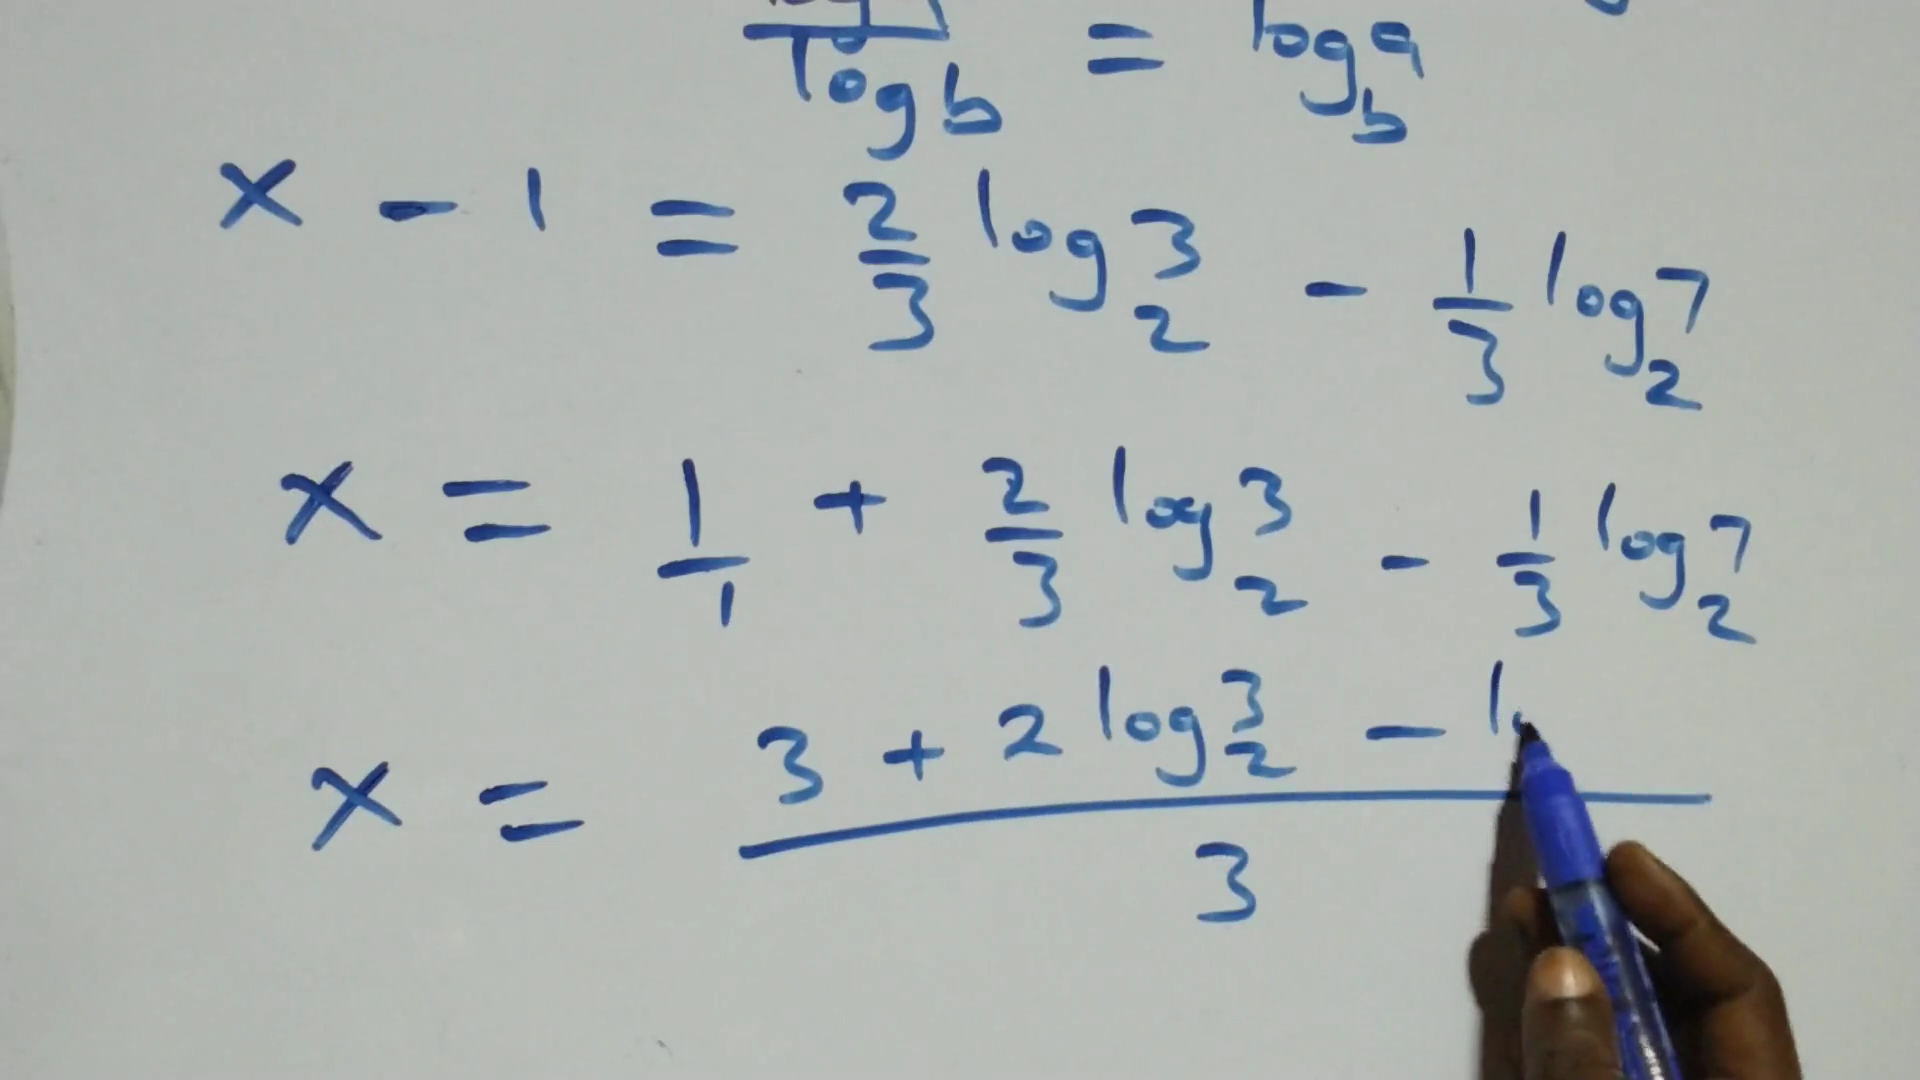 log b = log_b a
x - 1 = 2/3 log_2 3 - 1/3 log_2 7
x = 1/1 + 2/3 log_2 3 - 1/3 log_2 7
x = 3 + 2 log_2 3 - lo
3